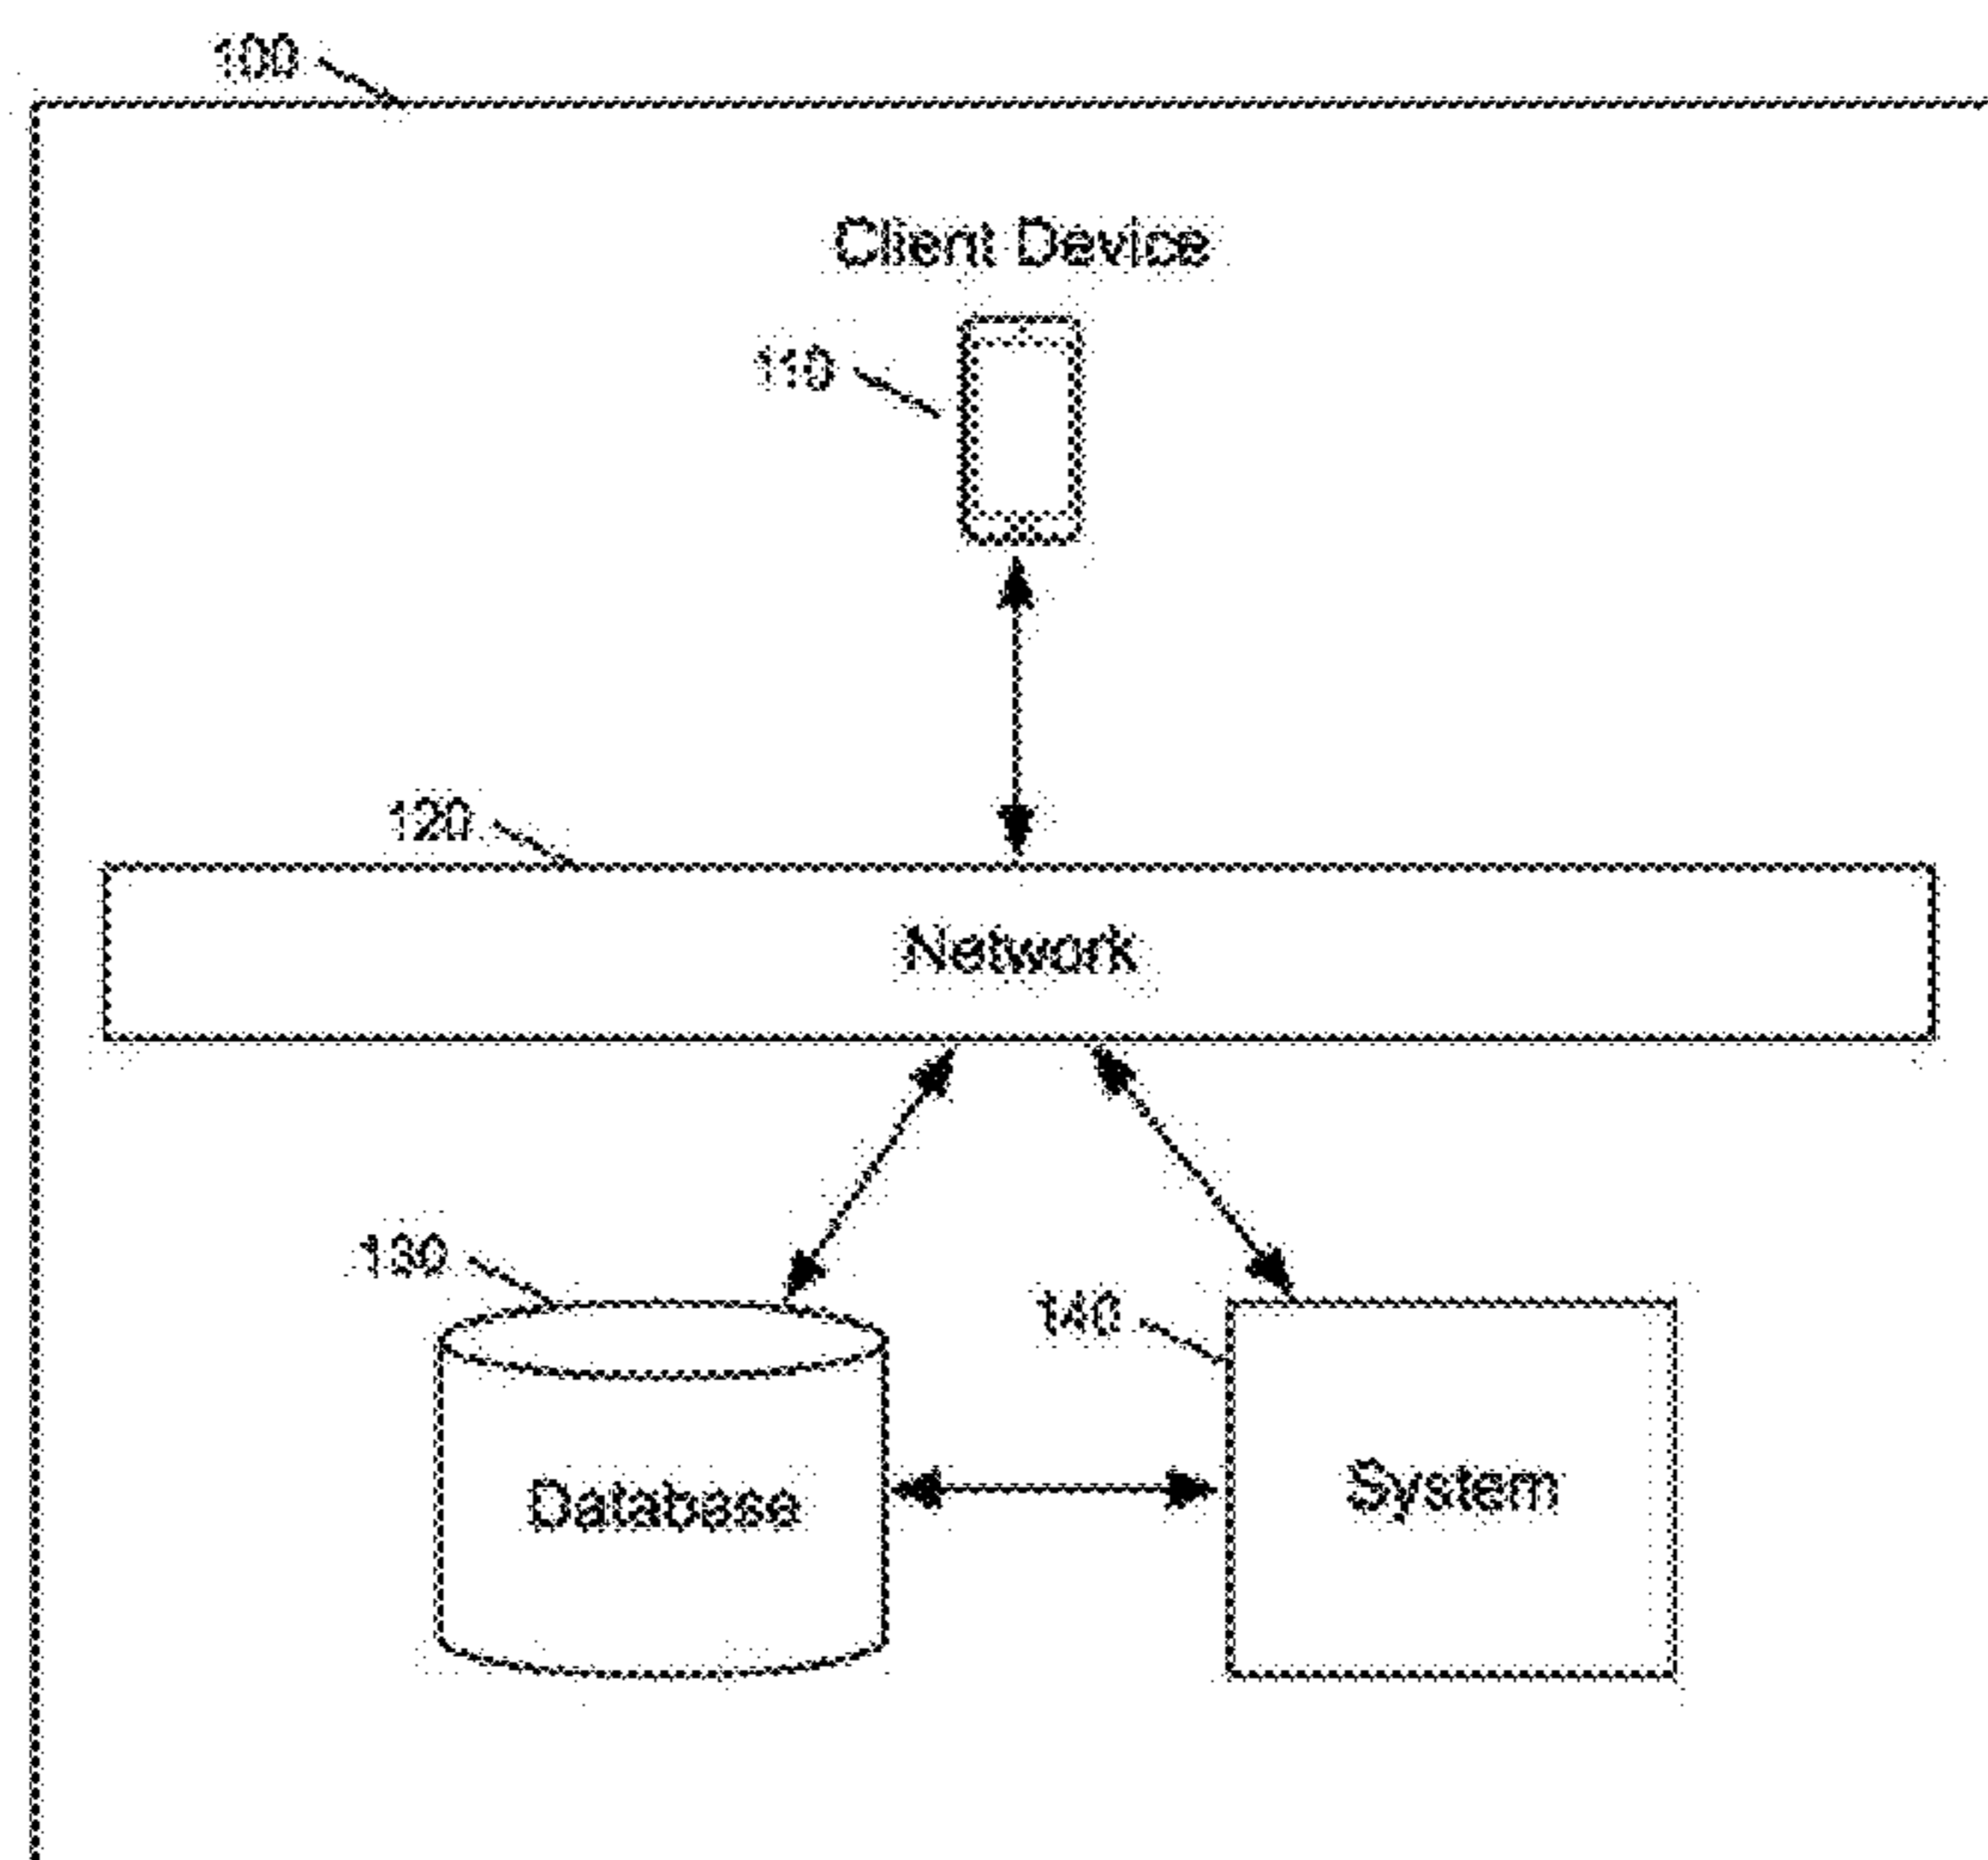 100
Client Device
110
120
Network
130
140
Database
System